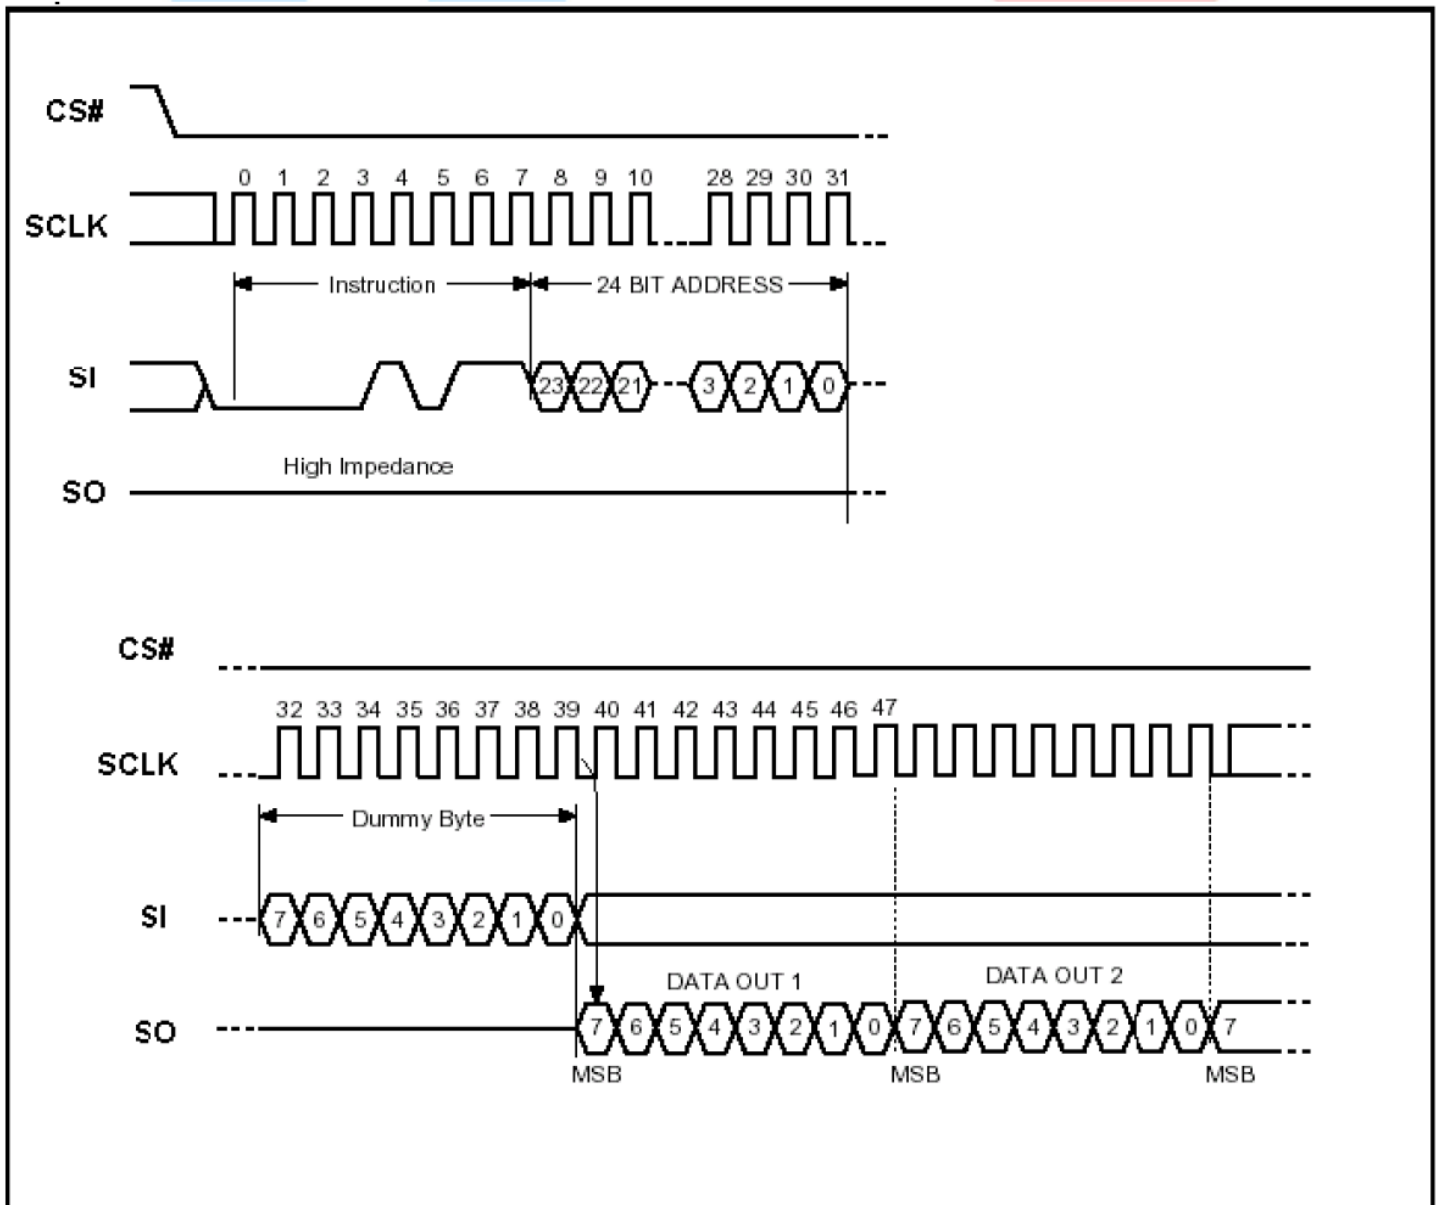 CS#
0 1 2 3 4 5 6 7 8 9 10 28 29 30 31
SCLK
Instruction 24 BIT ADDRESS
SI 23 22 21 3 2 1 0
High Impedance
SO
CS#
32 33 34 35 36 37 38 39 40 41 42 43 44 45 46 47
SCLK
Dummy Byte
SI 7 6 5 4 3 2 1 0
DATA OUT 1 DATA OUT 2
SO 7 6 5 4 3 2 1 0 7 6 5 4 3 2 1 0 7
MSB MSB MSB